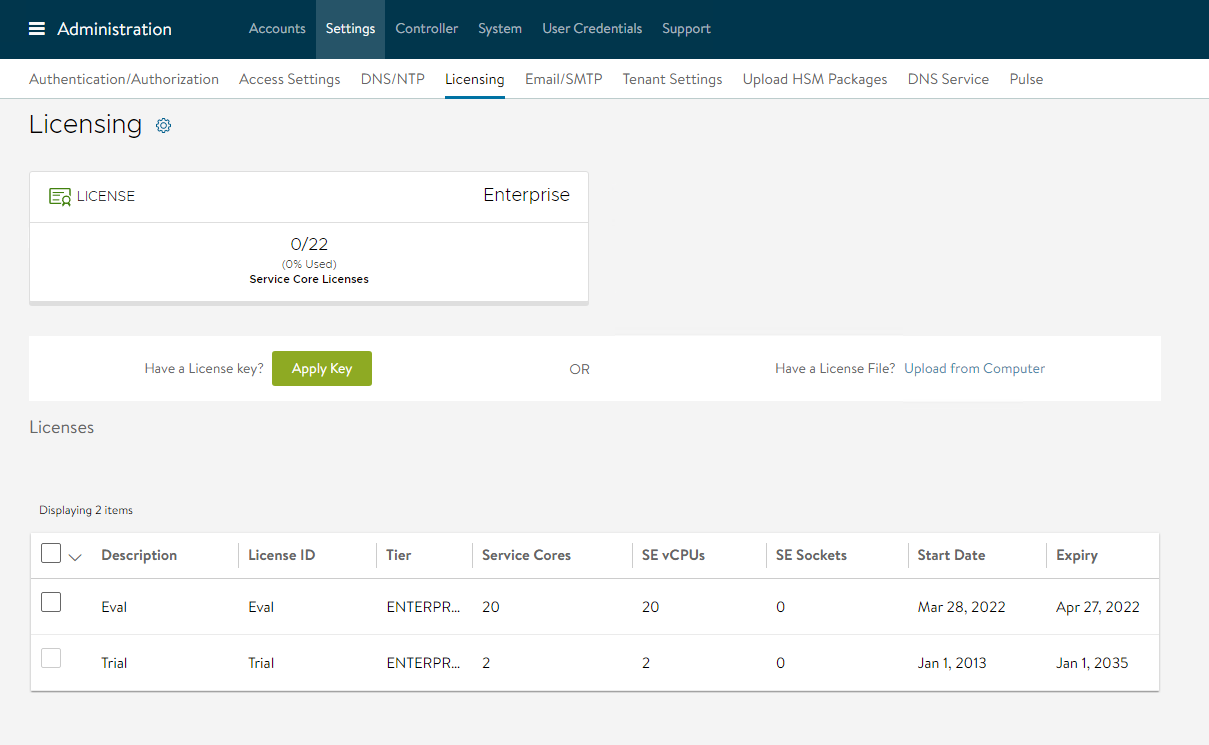 Administration Accounts Settings Controller System User Credentials Support
Authentication/Authorization Access Settings DNS/NTP Licensing Email/SMTP Tenant Settings Upload HSM Packages DNS Service Pulse
Licensing
LICENSE Enterprise
0/22
(0% Used)
Service Core Licenses
Have a License key? Apply Key OR Have a License File? Upload from Computer
Licenses
Displaying 2 items
Description License ID Tier Service Cores SE vCPUs SE Sockets Start Date Expiry
Eval Eval ENTERPR... 20 20 0 Mar 28, 2022 Apr 27, 2022
Trial Trial ENTERPR... 2 2 0 Jan 1, 2013 Jan 1, 2035